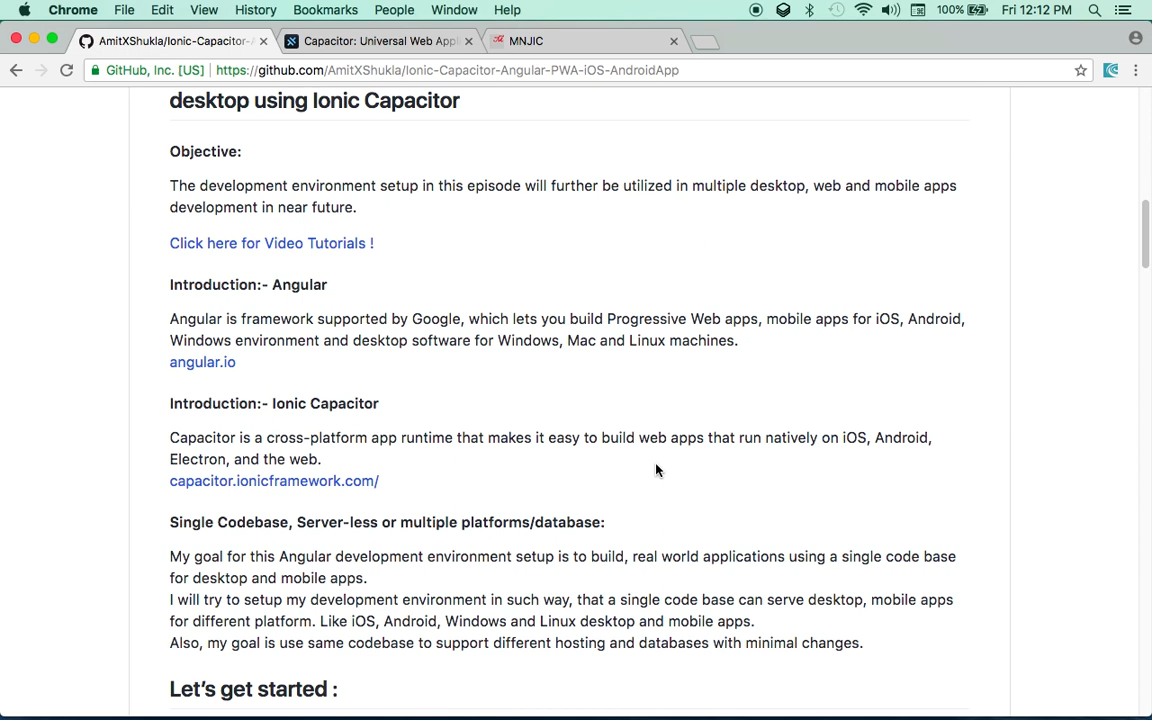 Chrome File Edit View History Bookmarks People Window Help 100% Fri 12:12 PM
AmitXShukla/Ionic-Capacitor- Capacitor: Universal Web Appl MNJIC
GitHub, Inc. [US] https://github.com/AmitXShukla/Ionic-Capacitor-Angular-PWA-iOS-AndroidApp
desktop using Ionic Capacitor
Objective:
The development environment setup in this episode will further be utilized in multiple desktop, web and mobile apps
development in near future.
Click here for Video Tutorials !
Introduction:- Angular
Angular is framework supported by Google, which lets you build Progressive Web apps, mobile apps for iOS, Android,
Windows environment and desktop software for Windows, Mac and Linux machines.
angular.io
Introduction:- Ionic Capacitor
Capacitor is a cross-platform app runtime that makes it easy to build web apps that run natively on iOS, Android,
Electron, and the web.
capacitor.ionicframework.com/
Single Codebase, Server-less or multiple platforms/database:
My goal for this Angular development environment setup is to build, real world applications using a single code base
for desktop and mobile apps.
I will try to setup my development environment in such way, that a single code base can serve desktop, mobile apps
for different platform. Like iOS, Android, Windows and Linux desktop and mobile apps.
Also, my goal is use same codebase to support different hosting and databases with minimal changes.
Let's get started :